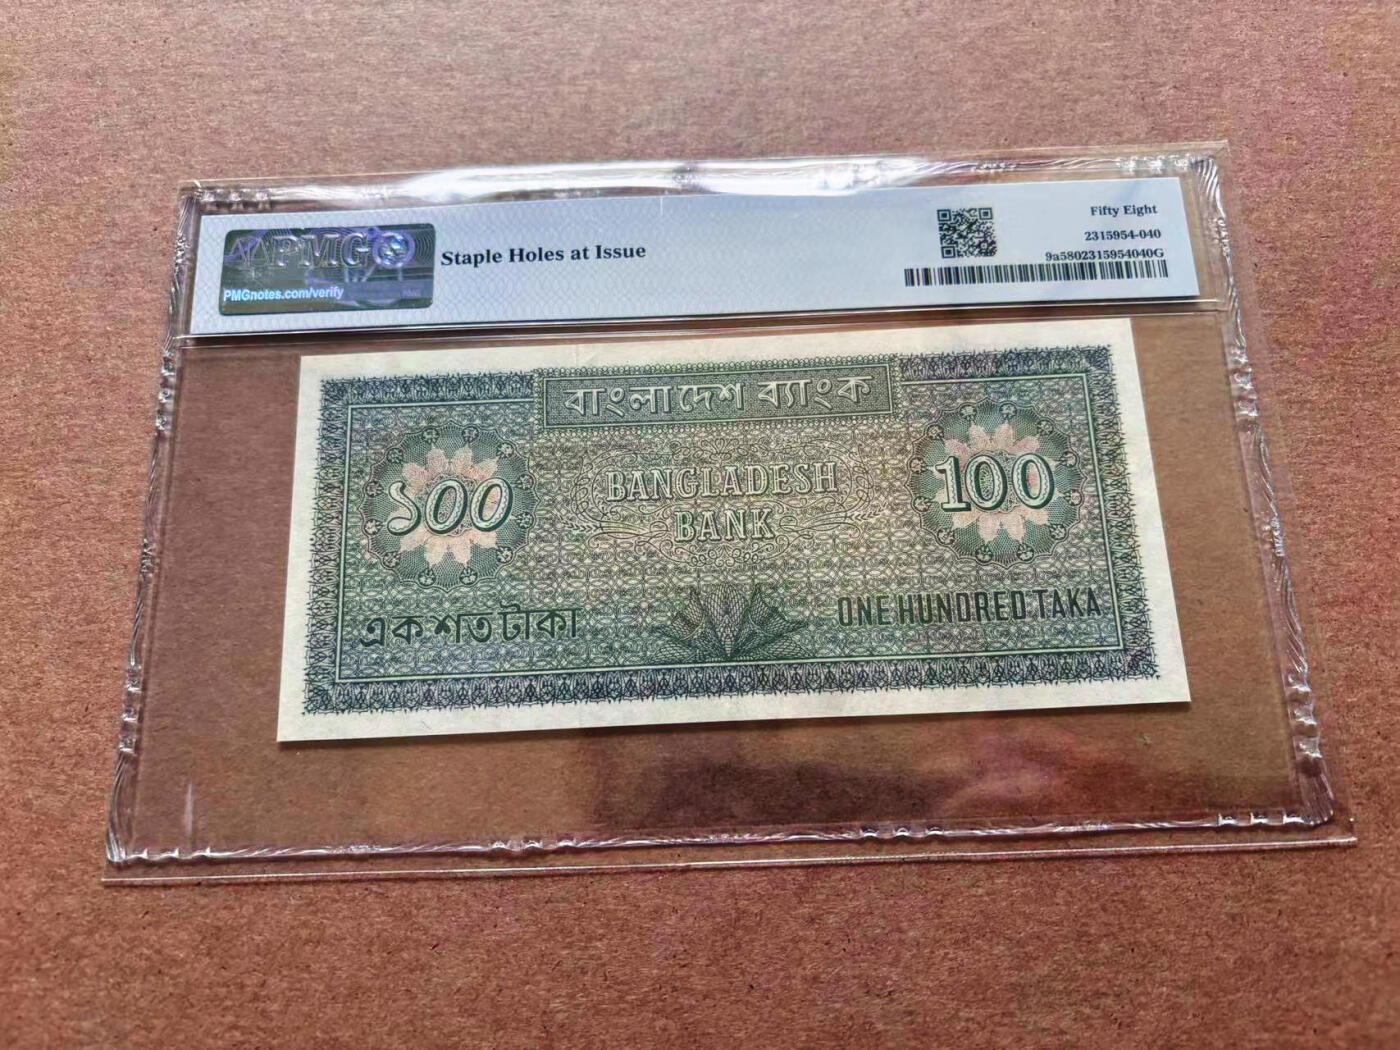 PMG
PMGnotes.com/verify
Staple Holes at Issue
Fifty Eight
2315954-040
9a5802315954040G
বাংলাদেশ ব্যাংক
BANGLADESH
BANK
১00
100
এক শত টাকা
ONE HUNDRED TAKA